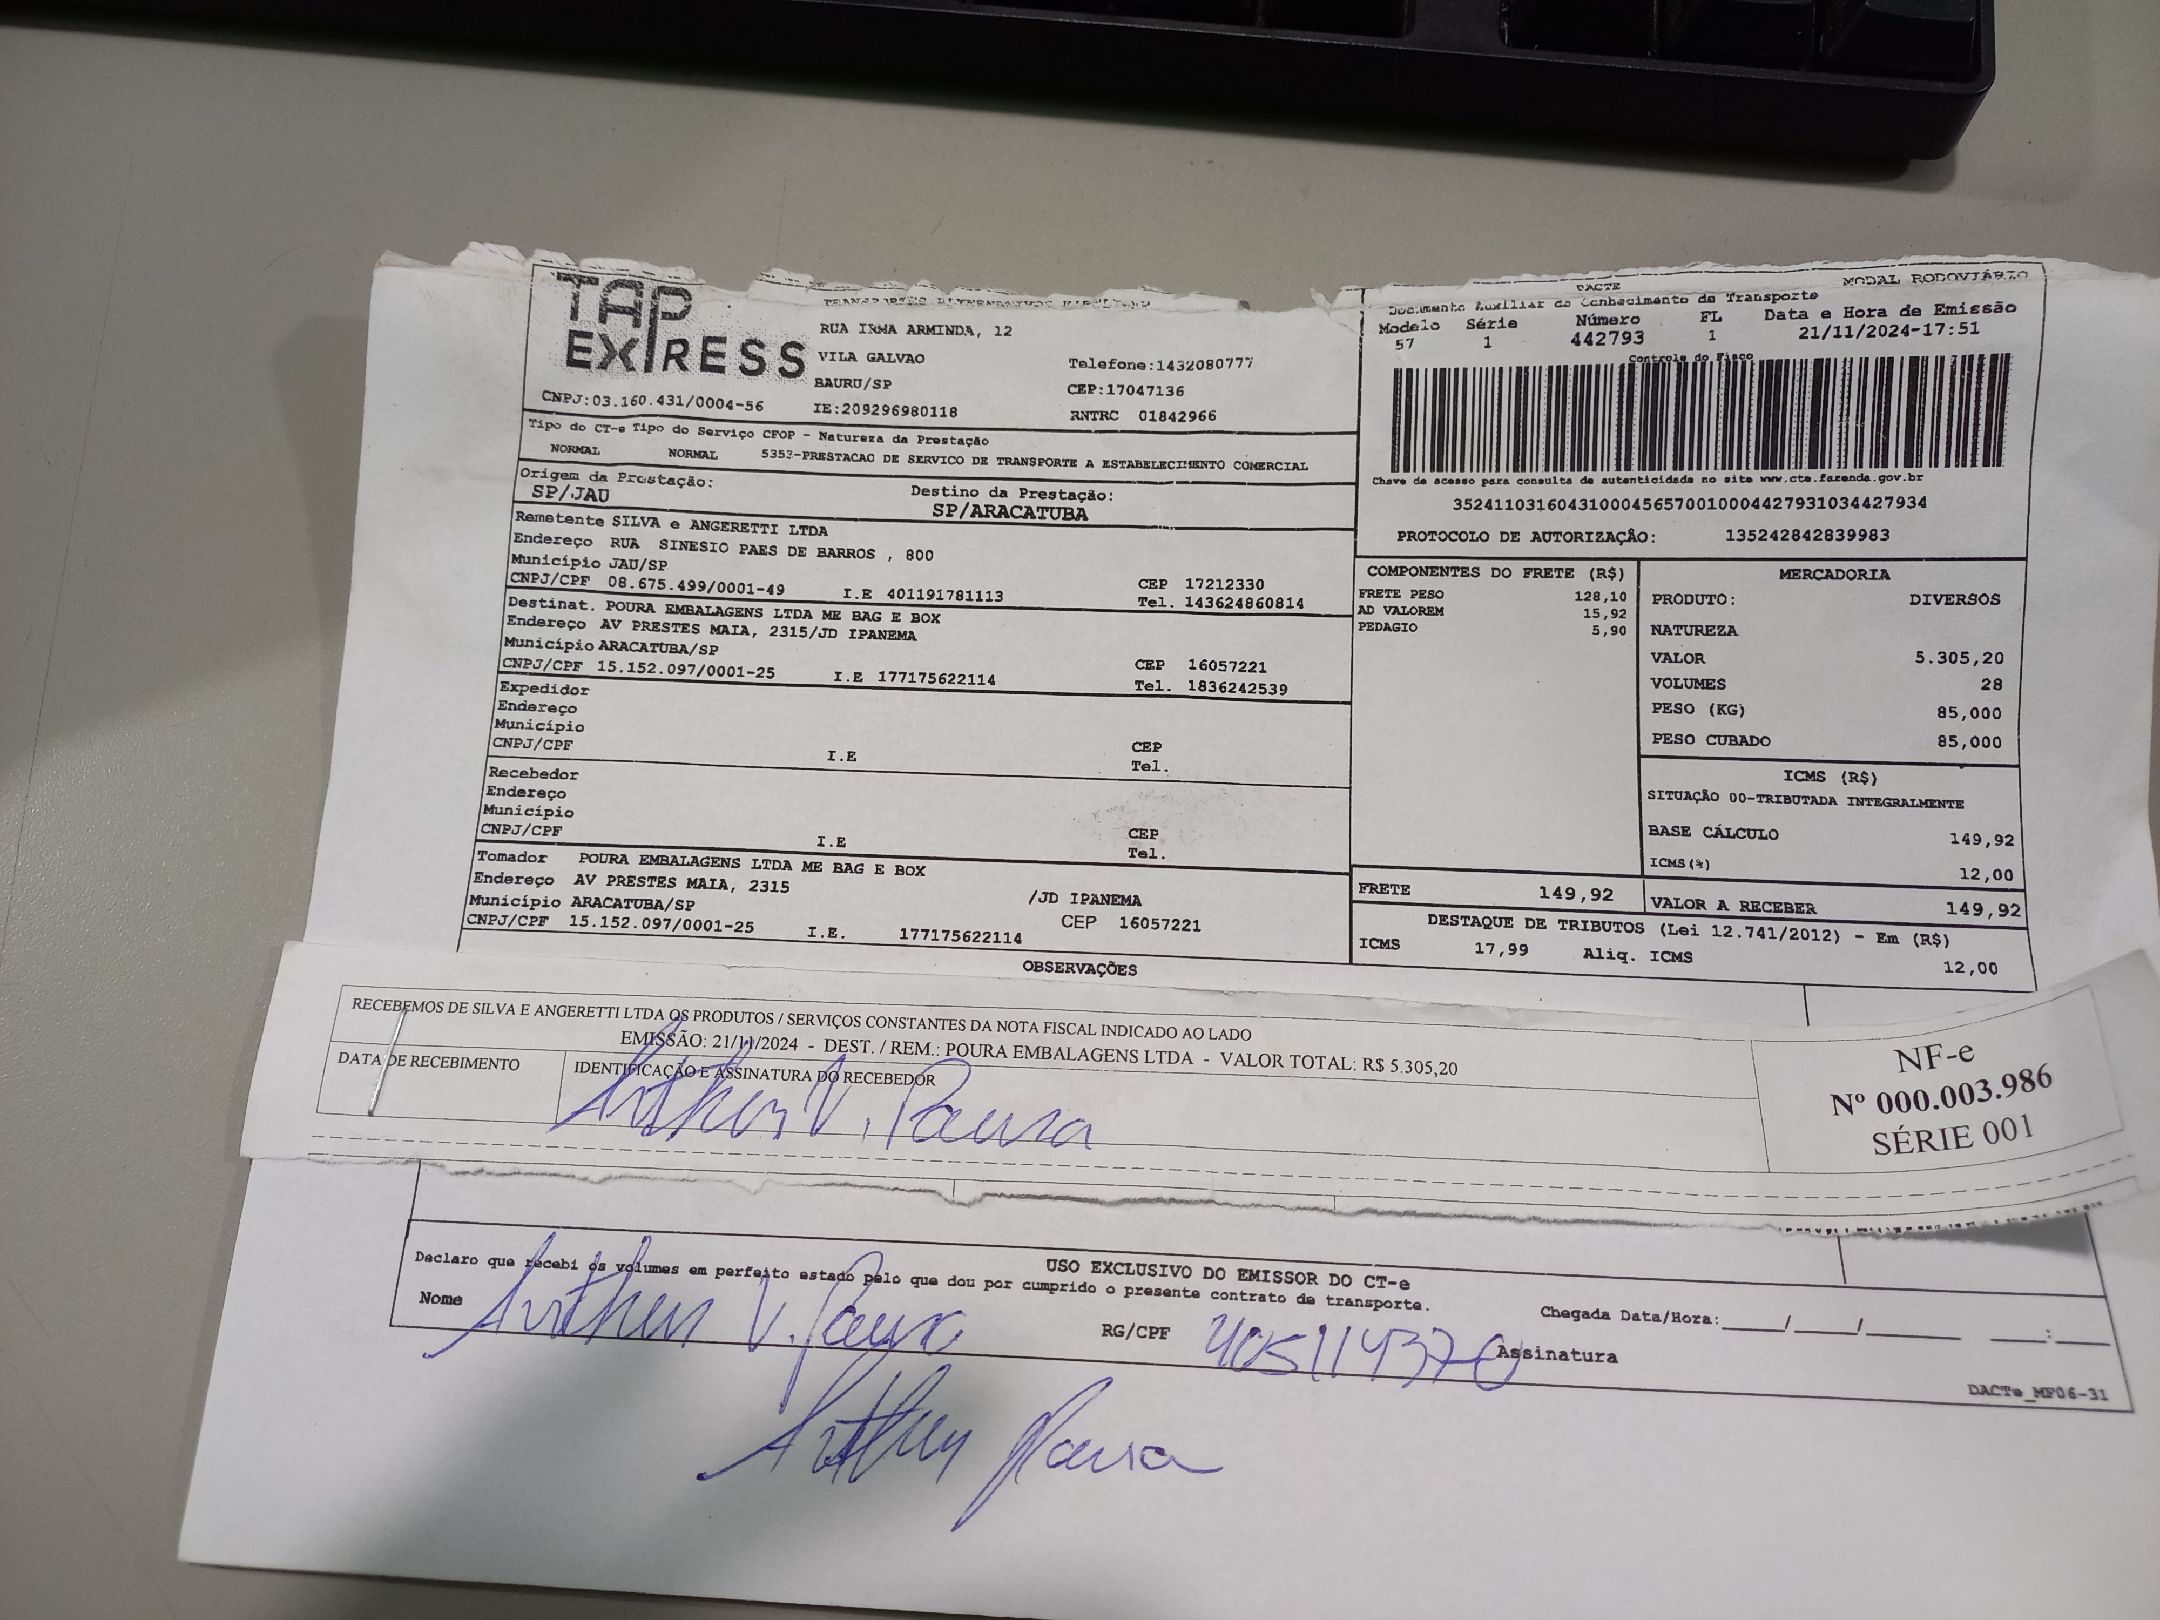 TAP
EXPRESS
RUA IRMA ARMINDA, 12
VILA GALVAO
Telefone:1432080777
BAURU/SP
CEP:17047136
CNPJ:03.160.431/0004-56
IE:209296980118
RNTRC 01842966
DACTE
MODAL RODOVIÁRIO
Documento Auxiliar do Conhecimento de Transporte
Modelo Série Número FL Data e Hora de Emissão
57 1 442793 1 21/11/2024-17:51
Controle do Fisco
Chave de acesso para consulta de autenticidade no site www.cte.fazenda.gov.br
35241103160431000456570010004427931034427934
PROTOCOLO DE AUTORIZAÇÃO: 135242842839983
Tipo do CT-e Tipo do Serviço CFOP - Natureza da Prestação
NORMAL NORMAL 5353-PRESTACAO DE SERVICO DE TRANSPORTE A ESTABELECIMENTO COMERCIAL
Origem da Prestação: Destino da Prestação:
SP/JAU SP/ARACATUBA
Remetente SILVA e ANGERETTI LTDA
Endereço RUA SINESIO PAES DE BARROS , 800
Município JAU/SP CEP 17212330
CNPJ/CPF 08.675.499/0001-49 I.E 401191781113 Tel. 143624860814
Destinat. POURA EMBALAGENS LTDA ME BAG E BOX
Endereço AV PRESTES MAIA, 2315/JD IPANEMA
Município ARACATUBA/SP CEP 16057221
CNPJ/CPF 15.152.097/0001-25 I.E 177175622114 Tel. 1836242539
Expedidor
Endereço
Município
CNPJ/CPF I.E CEP
Tel.
Recebedor
Endereço
Município
CNPJ/CPF I.E CEP
Tel.
Tomador POURA EMBALAGENS LTDA ME BAG E BOX
Endereço AV PRESTES MAIA, 2315 /JD IPANEMA
Município ARACATUBA/SP CEP 16057221
CNPJ/CPF 15.152.097/0001-25 I.E. 177175622114
COMPONENTES DO FRETE (R$)
FRETE PESO 128,10
AD VALOREM 15,92
PEDAGIO 5,90
MERCADORIA
PRODUTO: DIVERSOS
NATUREZA
VALOR 5.305,20
VOLUMES 28
PESO (KG) 85,000
PESO CUBADO 85,000
ICMS (R$)
SITUAÇÃO 00-TRIBUTADA INTEGRALMENTE
BASE CÁLCULO 149,92
ICMS(%) 12,00
FRETE 149,92 VALOR A RECEBER 149,92
DESTAQUE DE TRIBUTOS (Lei 12.741/2012) - Em (R$)
ICMS 17,99 Aliq. ICMS 12,00
OBSERVAÇÕES
RECEBEMOS DE SILVA E ANGERETTI LTDA OS PRODUTOS / SERVIÇOS CONSTANTES DA NOTA FISCAL INDICADO AO LADO
EMISSÃO: 21/11/2024 - DEST. / REM.: POURA EMBALAGENS LTDA - VALOR TOTAL: R$ 5.305,20
DATA DE RECEBIMENTO IDENTIFICAÇÃO E ASSINATURA DO RECEBEDOR
Arthur V. Poura
NF-e
Nº 000.003.986
SÉRIE 001
USO EXCLUSIVO DO EMISSOR DO CT-e
Declaro que recebi os volumes em perfeito estado pelo que dou por cumprido o presente contrato de transporte.
Nome Arthur V. Poura RG/CPF 405114370 Assinatura
Chegada Data/Hora:_____/____/______ ____:____
DACTe_MF06-31
Arthur Poura